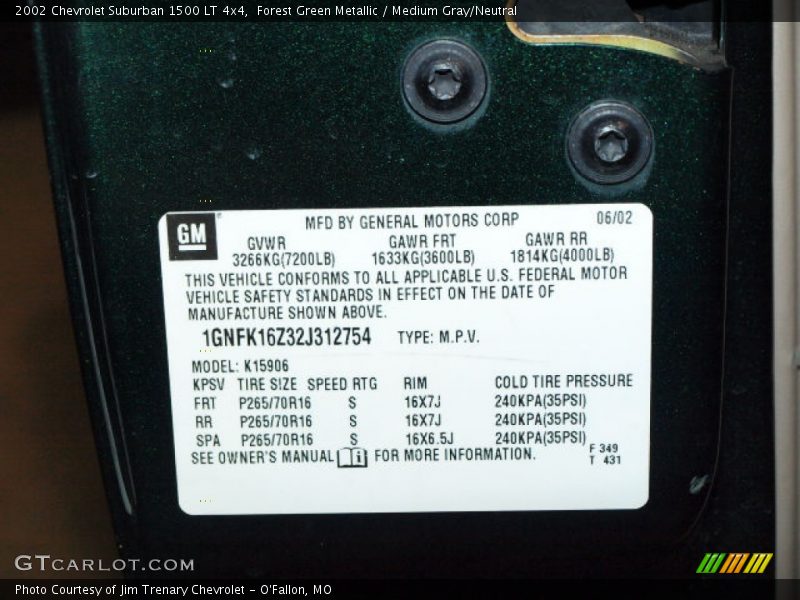 2002 Chevrolet Suburban 1500 LT 4x4,  Forest Green Metallic / Medium Gray/Neutral
GM
MFD BY GENERAL MOTORS CORP 06/02
GVWR GAWR FRT GAWR RR
3266KG(7200LB) 1633KG(3600LB) 1814KG(4000LB)
THIS VEHICLE CONFORMS TO ALL APPLICABLE U.S. FEDERAL MOTOR
VEHICLE SAFETY STANDARDS IN EFFECT ON THE DATE OF
MANUFACTURE SHOWN ABOVE.
1GNFK16Z32J312754 TYPE: M.P.V.
MODEL: K15906
KPSV TIRE SIZE SPEED RTG RIM COLD TIRE PRESSURE
FRT P265/70R16 S 16X7J 240KPA(35PSI)
RR P265/70R16 S 16X7J 240KPA(35PSI)
SPA P265/70R16 S 16X6.5J 240KPA(35PSI)
SEE OWNER'S MANUAL i FOR MORE INFORMATION.
F 349
T 431
GTCARLOT.COM
Photo Courtesy of Jim Trenary Chevrolet - O'Fallon, MO